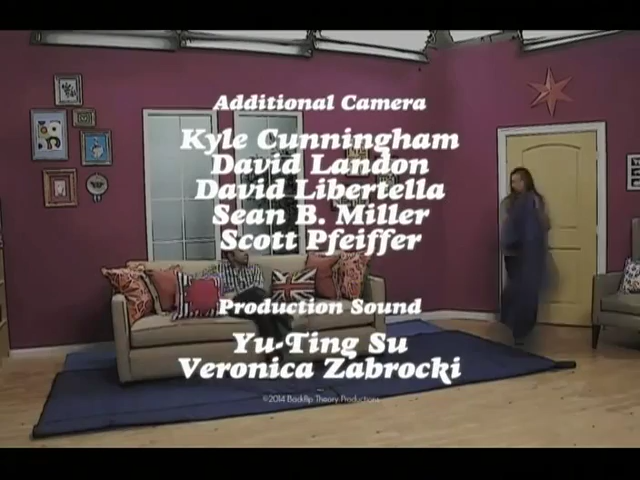 Additional Camera
Kyle Cunningham
David Landon
David Libertella
Sean B. Miller
Scott Pfeiffer
Production Sound
Yu-Ting Su
Veronica Zabrocki
©2014 Backflip Theory Productions